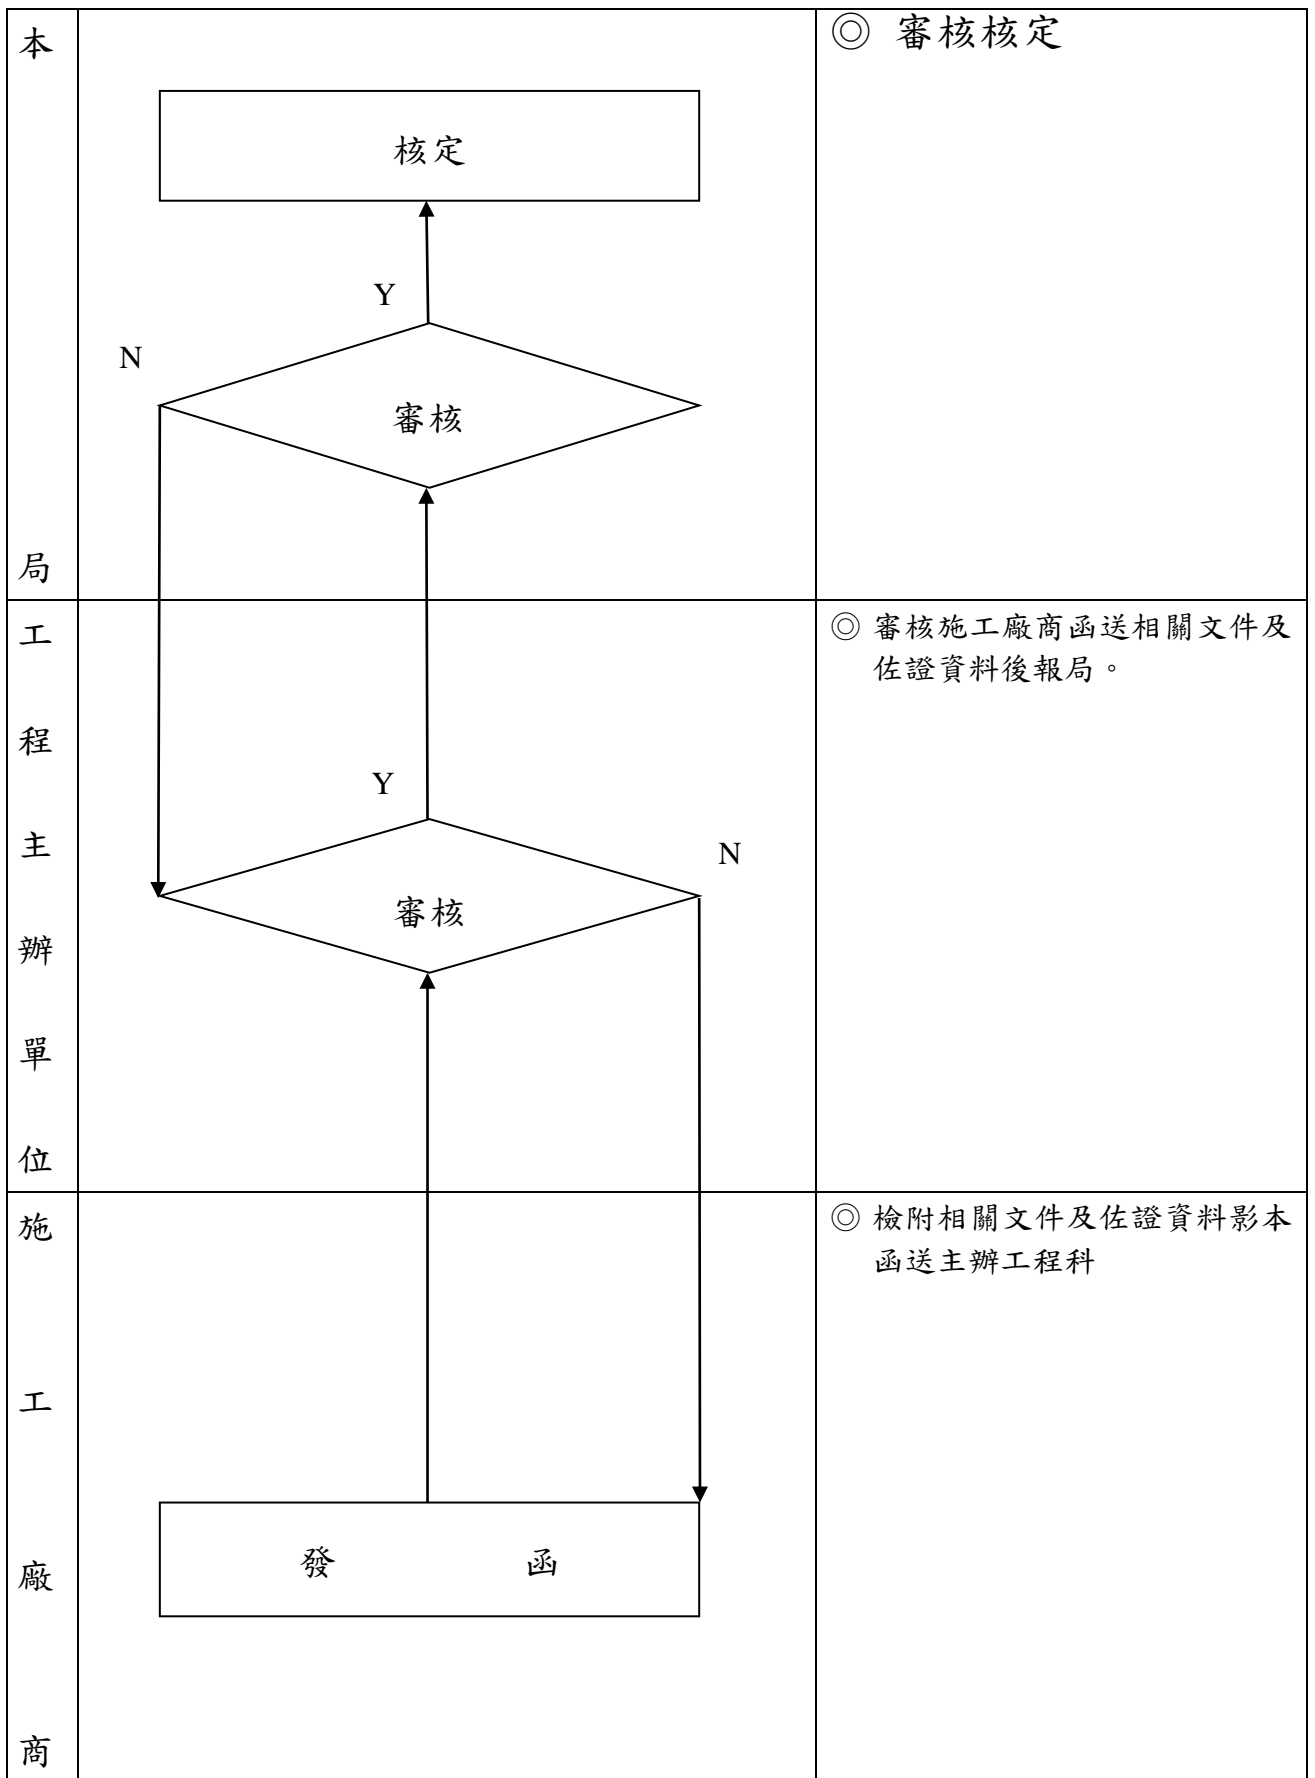 本局
◎ 審核核定
核定
Y
N
審核
工程主辦單位
◎ 審核施工廠商函送相關文件及
佐證資料後報局。
Y
N
審核
施工廠商
◎ 檢附相關文件及佐證資料影本
函送主辦工程科
發 函